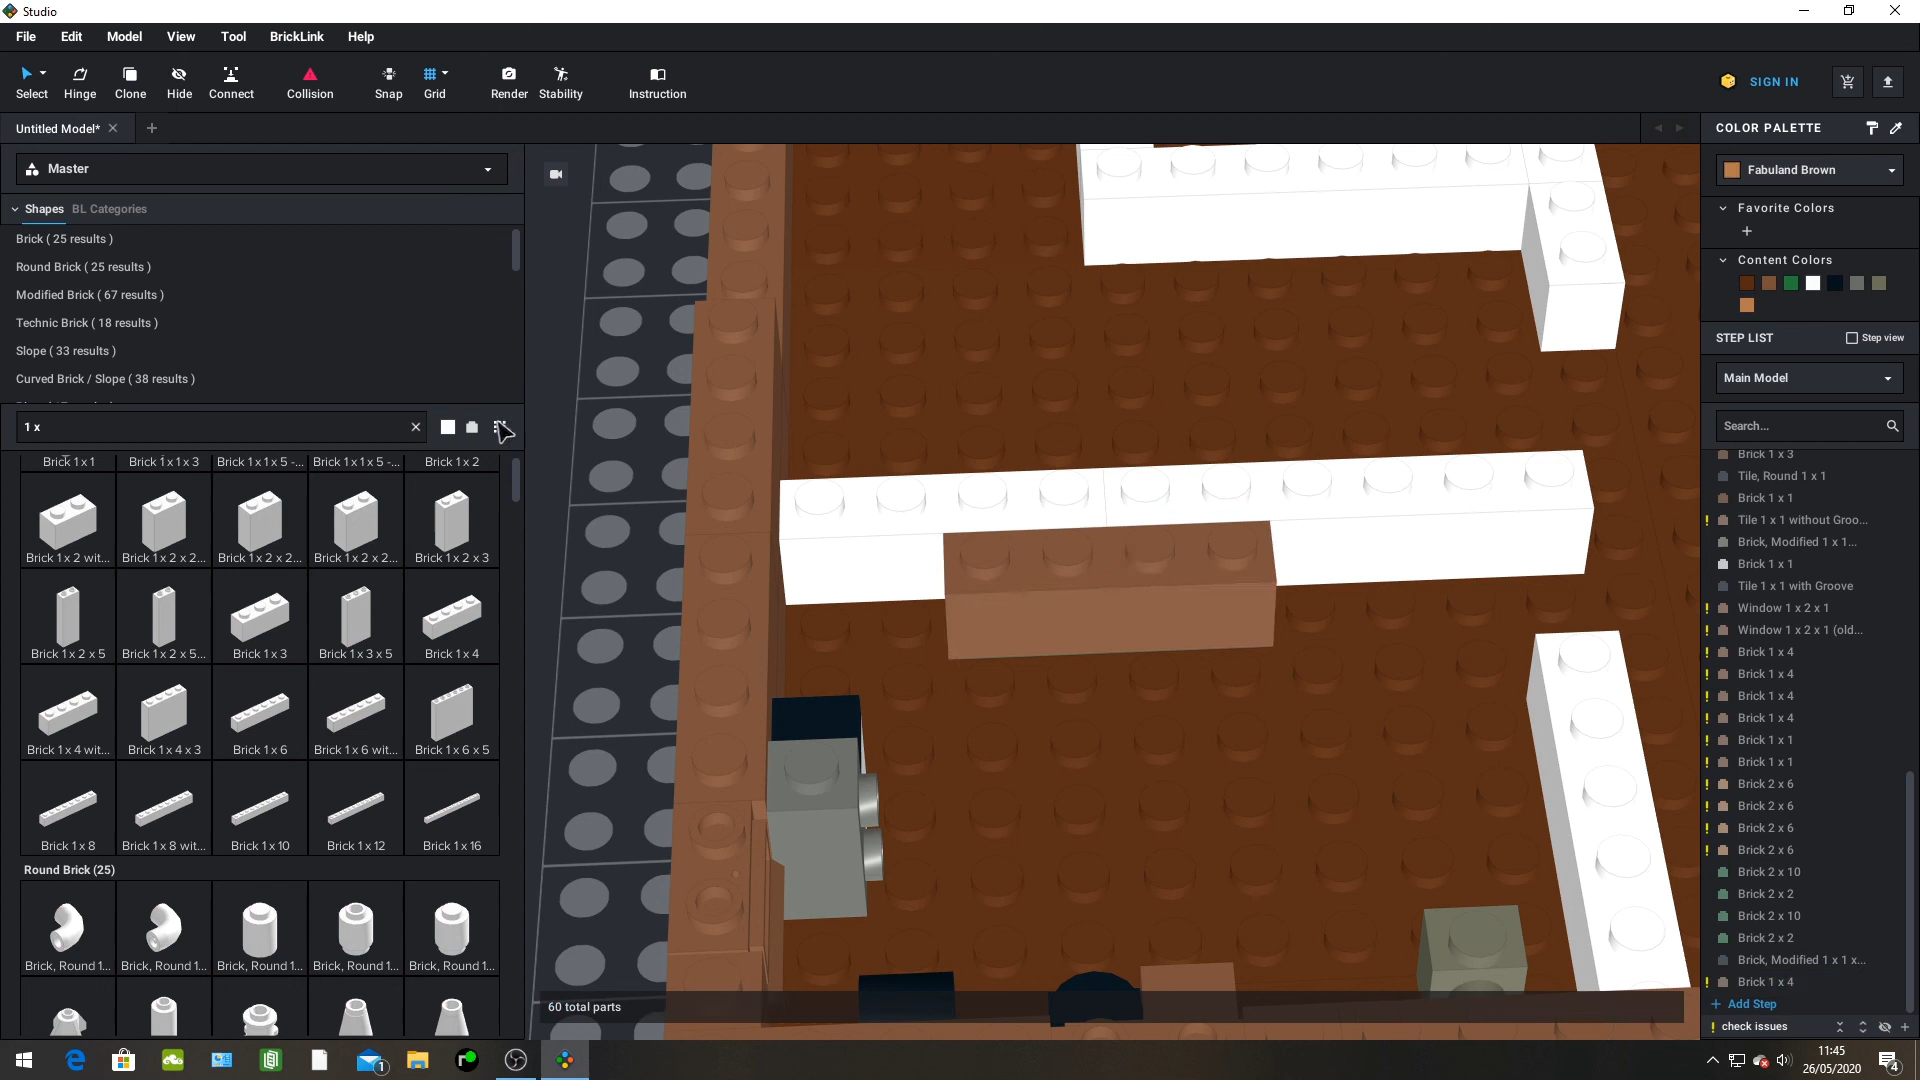 Studio
File Edit Model View Tool BrickLink Help
Select Hinge Clone Hide Connect Collision Snap Grid Render Stability Instruction
SIGN IN
Untitled Model*
Master
Shapes BL Categories
Brick ( 25 results )
Round Brick ( 25 results )
Modified Brick ( 67 results )
Technic Brick ( 18 results )
Slope ( 33 results )
Curved Brick / Slope ( 38 results )
1 x
Brick 1 x 1 Brick 1 x 1 x 3 Brick 1 x 1 x 5 -... Brick 1 x 1 x 5 -... Brick 1 x 2
Brick 1 x 2 wit... Brick 1 x 2 x 2... Brick 1 x 2 x 2... Brick 1 x 2 x 2... Brick 1 x 2 x 3
Brick 1 x 2 x 5 Brick 1 x 2 x 5... Brick 1 x 3 Brick 1 x 3 x 5 Brick 1 x 4
Brick 1 x 4 wit... Brick 1 x 4 x 3 Brick 1 x 6 Brick 1 x 6 wit... Brick 1 x 6 x 5
Brick 1 x 8 Brick 1 x 8 wit... Brick 1 x 10 Brick 1 x 12 Brick 1 x 16
Round Brick (25)
Brick, Round 1... Brick, Round 1... Brick, Round 1... Brick, Round 1... Brick, Round 1...
60 total parts
COLOR PALETTE
Fabuland Brown
Favorite Colors
+
Content Colors
STEP LIST Step view
Main Model
Search...
Brick 1 x 3
Tile, Round 1 x 1
Brick 1 x 1
! Tile 1 x 1 without Groo...
Brick, Modified 1 x 1...
Brick 1 x 1
Tile 1 x 1 with Groove
! Window 1 x 2 x 1
! Window 1 x 2 x 1 (old...
! Brick 1 x 4
! Brick 1 x 4
! Brick 1 x 4
! Brick 1 x 4
! Brick 1 x 1
! Brick 1 x 1
! Brick 2 x 6
! Brick 2 x 6
! Brick 2 x 6
! Brick 2 x 6
Brick 2 x 10
Brick 2 x 2
Brick 2 x 10
Brick 2 x 2
Brick, Modified 1 x 1 x...
! Brick 1 x 4
+ Add Step
! check issues
1
11:45
26/05/2020
4